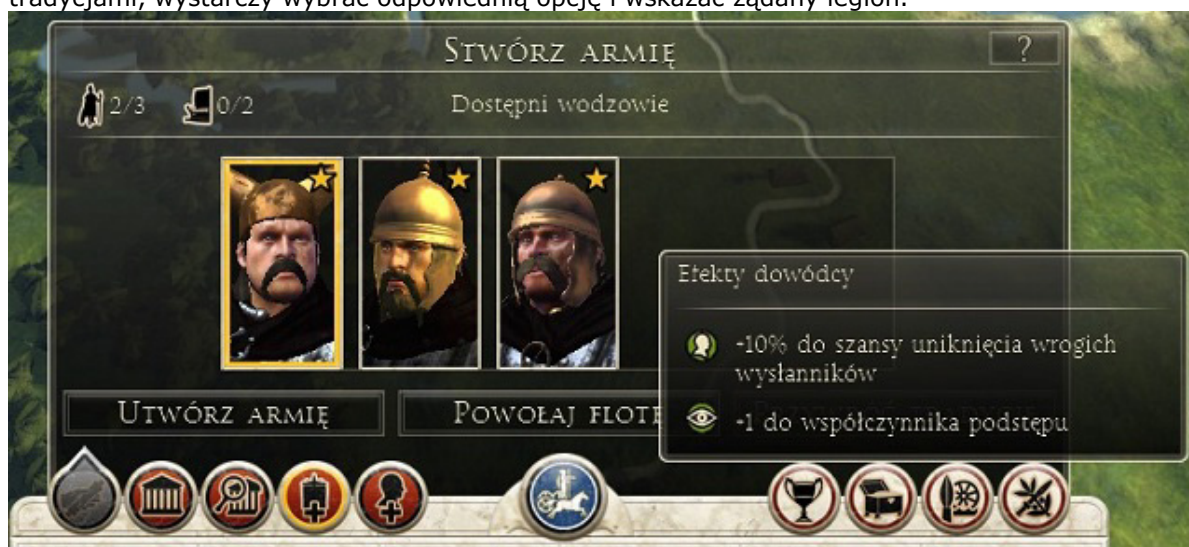 tradycjami, wystarczy wybrać odpowiednią opcję i wskazać żądany legion.
Stwórz armię
?
2/3 0/2 Dostępni wodzowie
Efekty dowódcy
+10% do szansy uniknięcia wrogich
wysłanników
+1 do współczynnika podstępu
Utwórz armię
Powołaj flotę